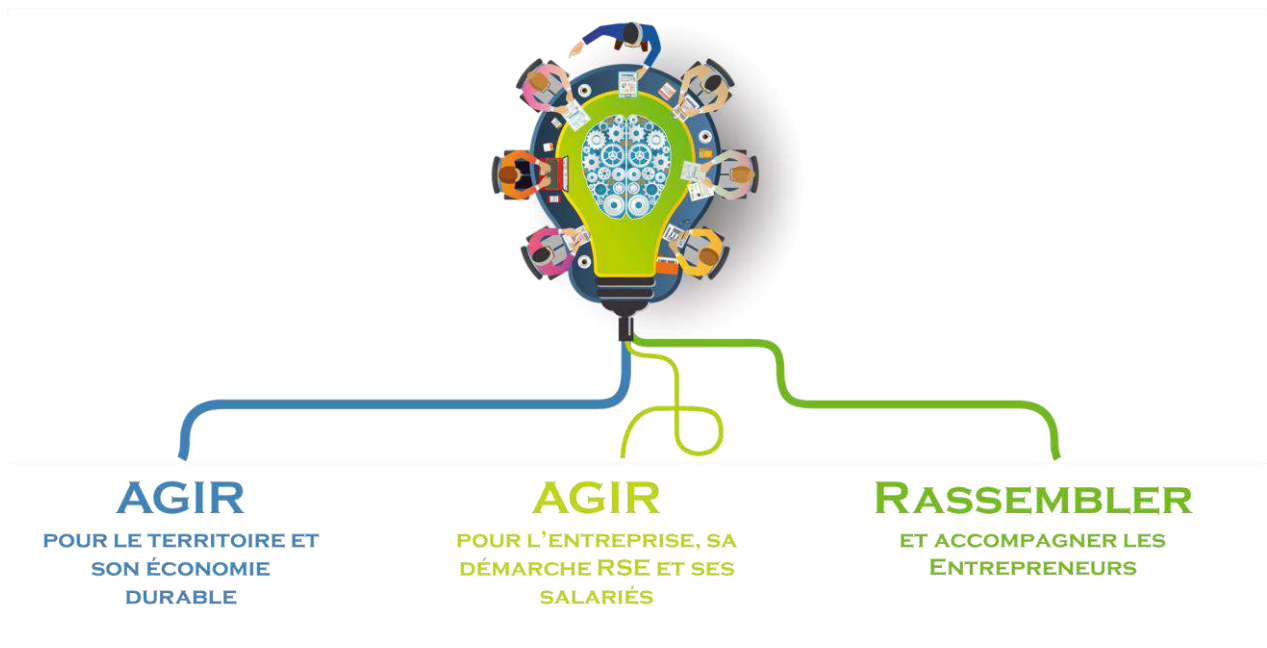 AGIR
POUR LE TERRITOIRE ET
SON ÉCONOMIE
DURABLE
AGIR
POUR L'ENTREPRISE, SA
DÉMARCHE RSE ET SES
SALARIÉS
RASSEMBLER
ET ACCOMPAGNER LES
ENTREPRENEURS